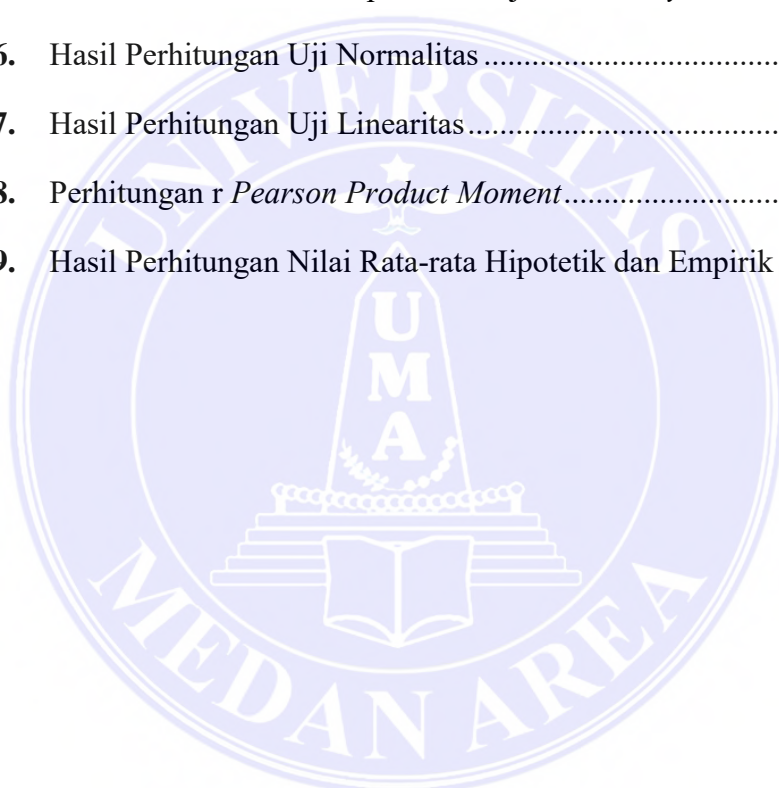 6. Hasil Perhitungan Uji Normalitas ......................................
7. Hasil Perhitungan Uji Linearitas ........................................
8. Perhitungan r Pearson Product Moment ...........................
9. Hasil Perhitungan Nilai Rata-rata Hipotetik dan Empirik
UNIVERSITAS
U
M
A
MEDAN AREA